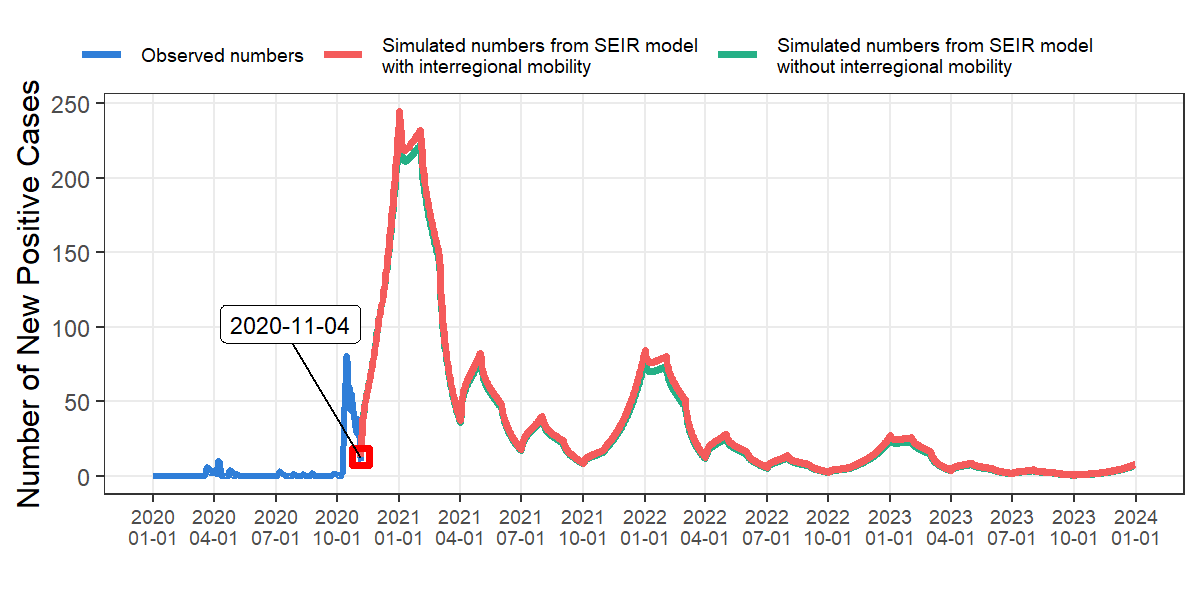 Observed numbers
Simulated numbers from SEIR model
with interregional mobility
Simulated numbers from SEIR model
without interregional mobility
Number of New Positive Cases
250
200
150
100
50
0
2020-11-04
2020 2020 2020 2020 2021 2021 2021 2021 2022 2022 2022 2022 2023 2023 2023 2023 2024
01-01 04-01 07-01 10-01 01-01 04-01 07-01 10-01 01-01 04-01 07-01 10-01 01-01 04-01 07-01 10-01 01-01